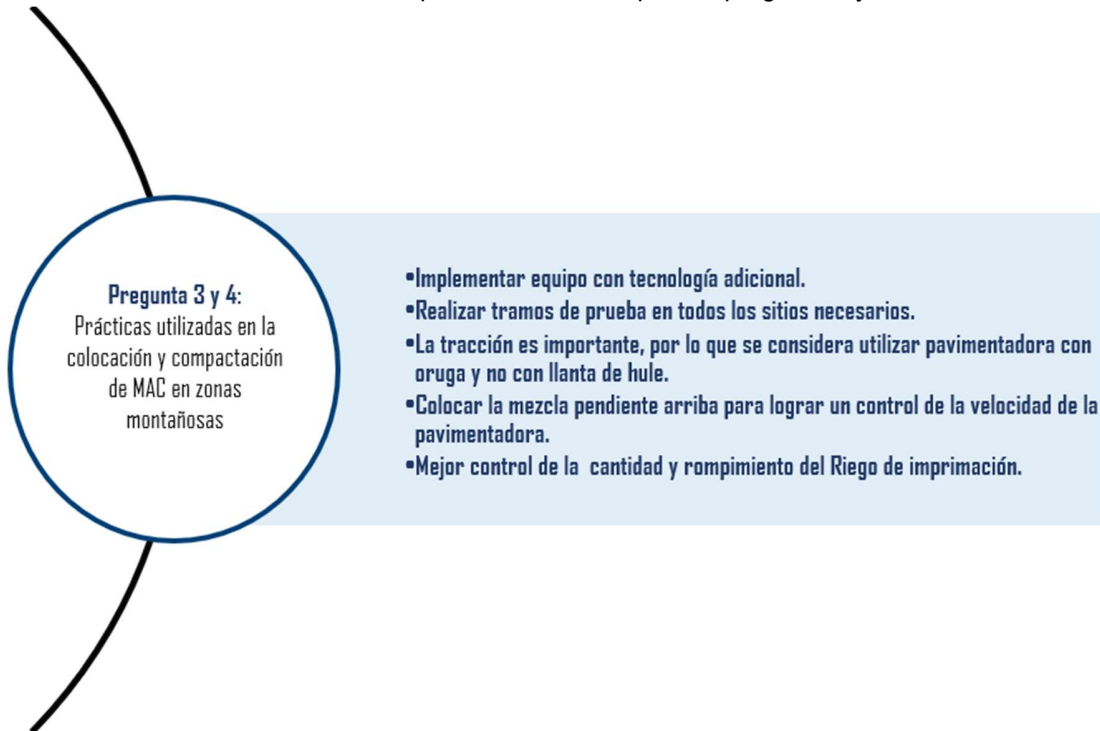 Pregunta 3 y 4:
Prácticas utilizadas en la
colocación y compactación
de MAC en zonas
montañosas
•Implementar equipo con tecnología adicional.
•Realizar tramos de prueba en todos los sitios necesarios.
•La tracción es importante, por lo que se considera utilizar pavimentadora con
oruga y no con llanta de hule.
•Colocar la mezcla pendiente arriba para lograr un control de la velocidad de la
pavimentadora.
•Mejor control de la cantidad y rompimiento del Riego de imprimación.